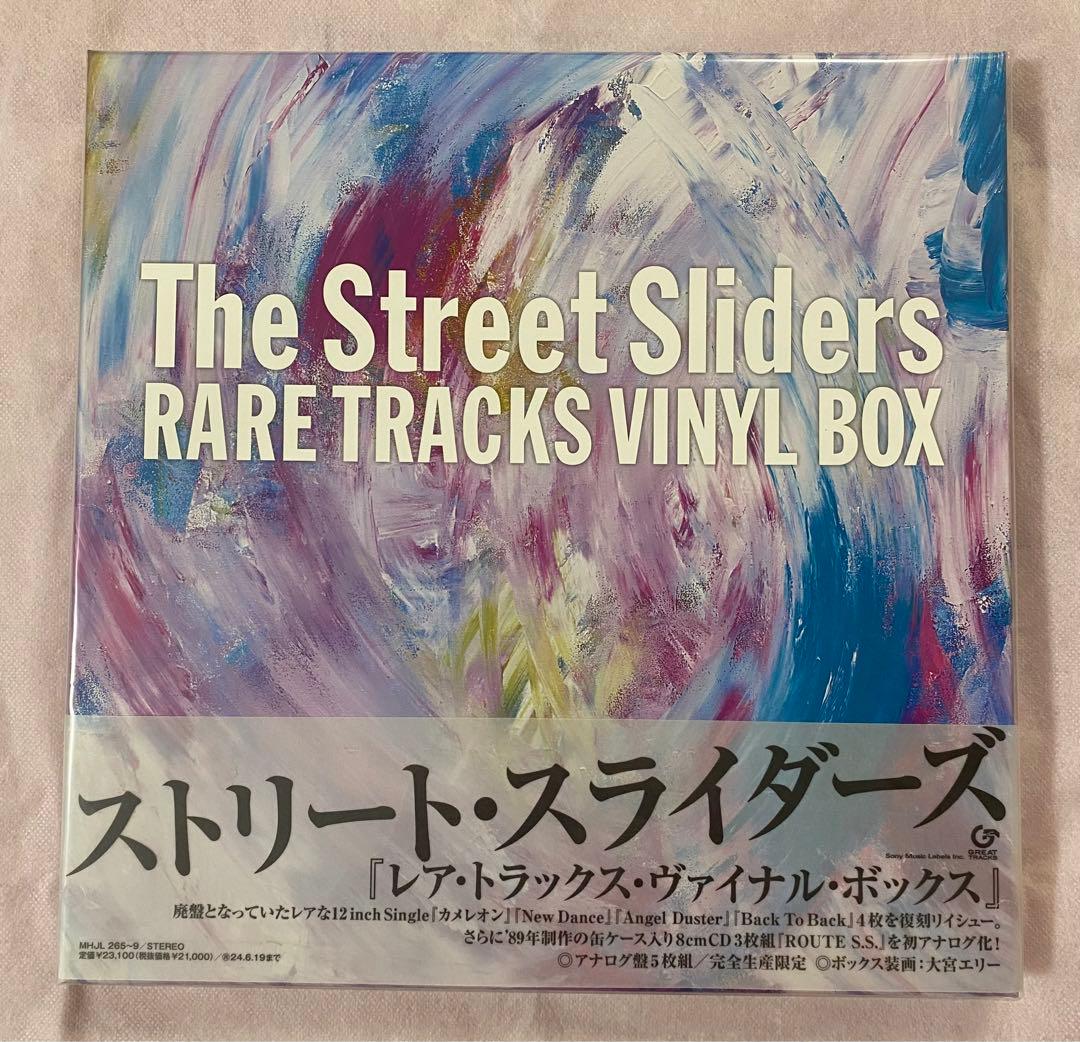 The Street Sliders
RARE TRACKS VINYL BOX
ストリート・スライダーズ
Sony Music Labels Inc.
GREAT
TRACKS
『レア・トラックス・ヴァイナル・ボックス』
廃盤となっていたレアな12 inch Single『カメレオン』『New Dance』『Angel Duster』『Back To Back』4枚を復刻リイシュー。
さらに'89年制作の缶ケース入り8cmCD 3枚組『ROUTE S.S.』を初アナログ化!
◎アナログ盤5枚組/完全生産限定 ◎ボックス装画:大宮エリー
MHJL 265~9/STEREO
定価¥23,100(税抜価格¥21,000)/Ⓡ24.6.19まで